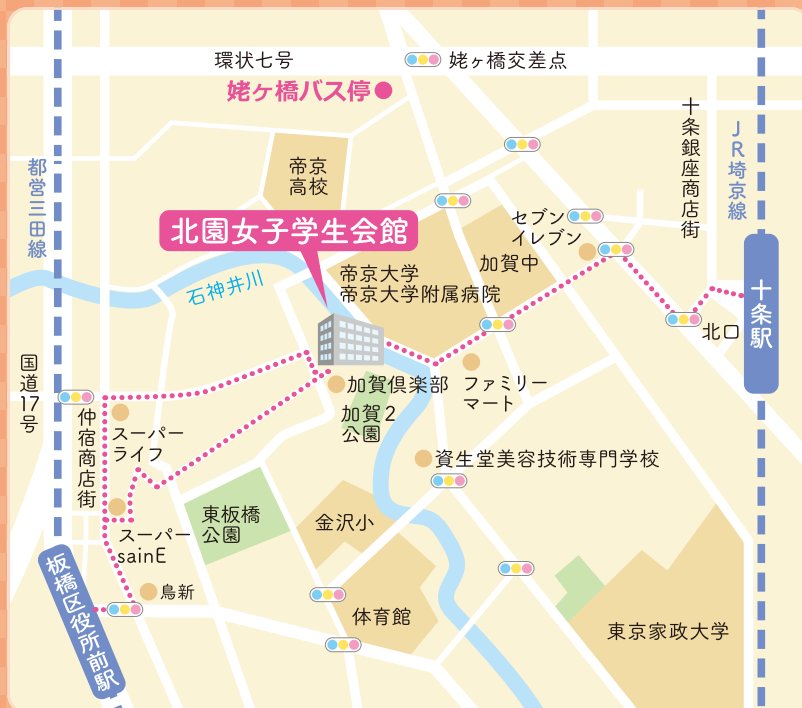 環状七号
姥ヶ橋交差点
姥ヶ橋バス停
十条銀座商店街
JR埼京線
都営三田線
帝京
高校
北園女子学生会館
セブン
イレブン
加賀中
石神井川
帝京大学
帝京大学附属病院
十条駅
北口
国道17号
仲宿商店街
スーパー
ライフ
加賀倶楽部
加賀2
公園
ファミリー
マート
資生堂美容技術専門学校
東板橋
公園
金沢小
スーパー
sainE
鳥新
板橋区役所前駅
体育館
東京家政大学